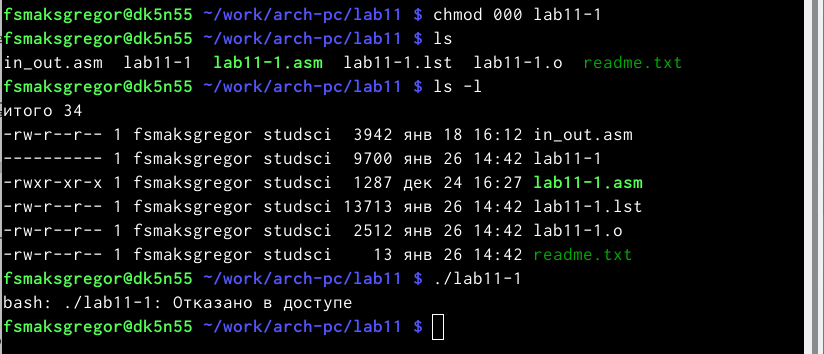 fsmaksgregor@dk5n55 ~/work/arch-pc/lab11 $ chmod 000 lab11-1
fsmaksgregor@dk5n55 ~/work/arch-pc/lab11 $ ls
in_out.asm  lab11-1  lab11-1.asm  lab11-1.lst  lab11-1.o  readme.txt
fsmaksgregor@dk5n55 ~/work/arch-pc/lab11 $ ls -l
итого 34
-rw-r--r-- 1 fsmaksgregor studsci  3942 янв 18 16:12 in_out.asm
---------- 1 fsmaksgregor studsci  9700 янв 26 14:42 lab11-1
-rwxr-xr-x 1 fsmaksgregor studsci  1287 дек 24 16:27 lab11-1.asm
-rw-r--r-- 1 fsmaksgregor studsci 13713 янв 26 14:42 lab11-1.lst
-rw-r--r-- 1 fsmaksgregor studsci  2512 янв 26 14:42 lab11-1.o
-rw-r--r-- 1 fsmaksgregor studsci    13 янв 26 14:42 readme.txt
fsmaksgregor@dk5n55 ~/work/arch-pc/lab11 $ ./lab11-1
bash: ./lab11-1: Отказано в доступе
fsmaksgregor@dk5n55 ~/work/arch-pc/lab11 $